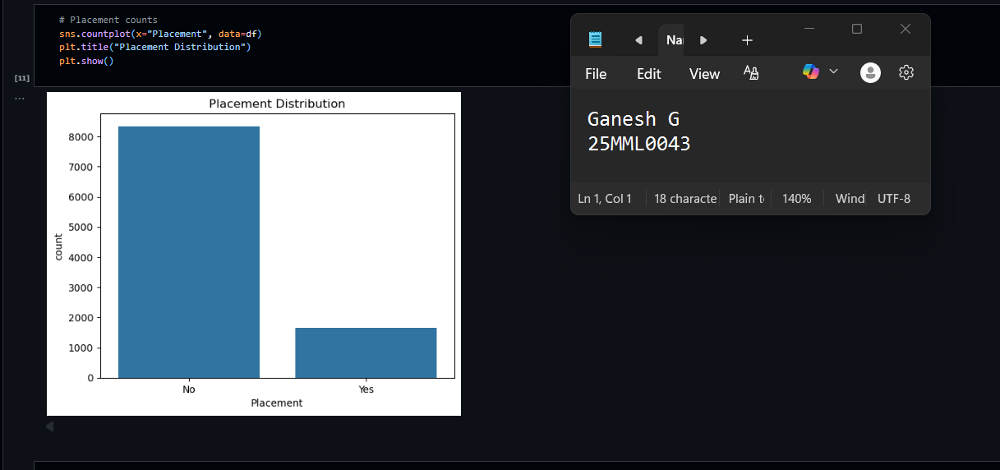 # Placement counts
sns.countplot(x="Placement", data=df)
plt.title("Placement Distribution")
plt.show()
[11]
...
Placement Distribution
8000
7000
6000
5000
4000
3000
2000
1000
0
count
No Yes
Placement
Na
File Edit View
Ganesh G
25MML0043
Ln 1, Col 1 18 characte Plain t 140% Wind UTF-8